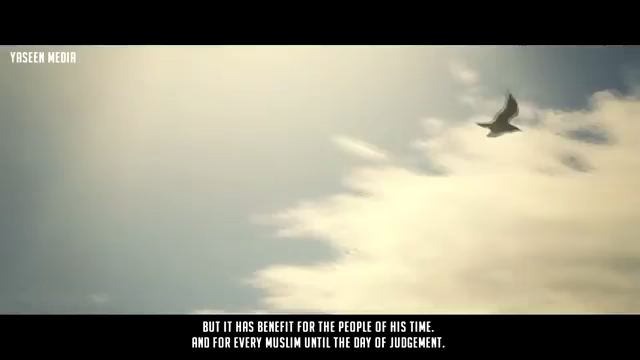 YASEEN MEDIA
BUT IT HAS BENEFIT FOR THE PEOPLE OF HIS TIME.
AND FOR EVERY MUSLIM UNTIL THE DAY OF JUDGEMENT.